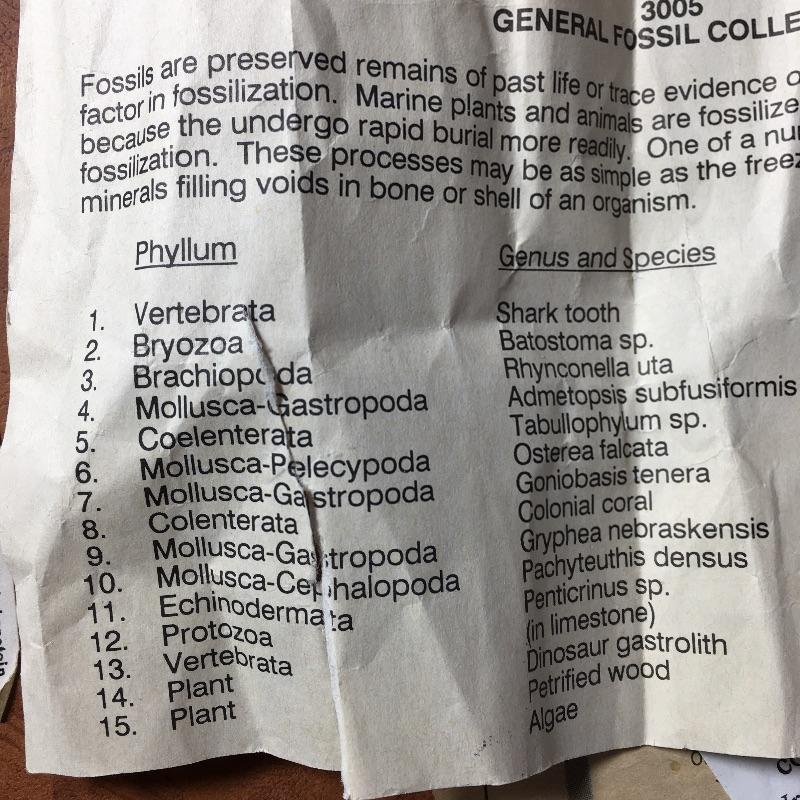 3005
GENERAL FOSSIL COLLE
Fossils are preserved remains of past life or trace evidence o
factor in fossilization. Marine plants and animals are fossilize
because the undergo rapid burial more readily. One of a nu
fossilization. These processes may be as simple as the freez
minerals filling voids in bone or shell of an organism.
Phyllum Genus and Species
1. Vertebrata Shark tooth
2. Bryozoa Batostoma sp.
3. Brachiopoda Rhynconella uta
4. Mollusca-Gastropoda Admetopsis subfusiformis
5. Coelenterata Tabullophylum sp.
6. Mollusca-Pelecypoda Osterea falcata
7. Mollusca-Gastropoda Goniobasis tenera
8. Colenterata Colonial coral
9. Mollusca-Gastropoda Gryphea nebraskensis
10. Mollusca-Cephalopoda Pachyteuthis densus
11. Echinodermata Penticrinus sp.
12. Protozoa (in limestone)
13. Vertebrata Dinosaur gastrolith
14. Plant Petrified wood
15. Plant Algae